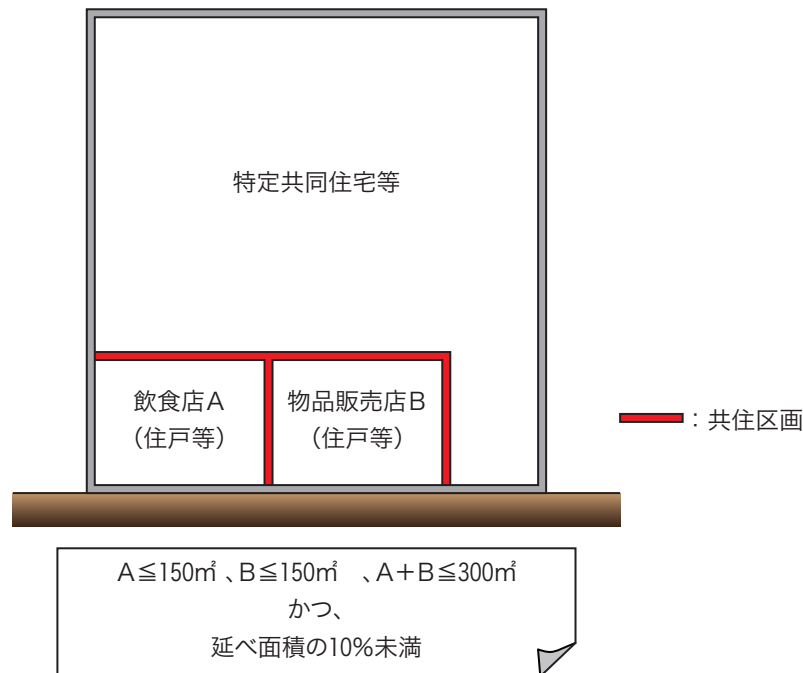 特定共同住宅等
飲食店A
(住戸等)
物品販売店B
(住戸等)
：共住区画
A≦150㎡ 、B≦150㎡　、A+B≦300㎡
かつ、
延べ面積の10%未満